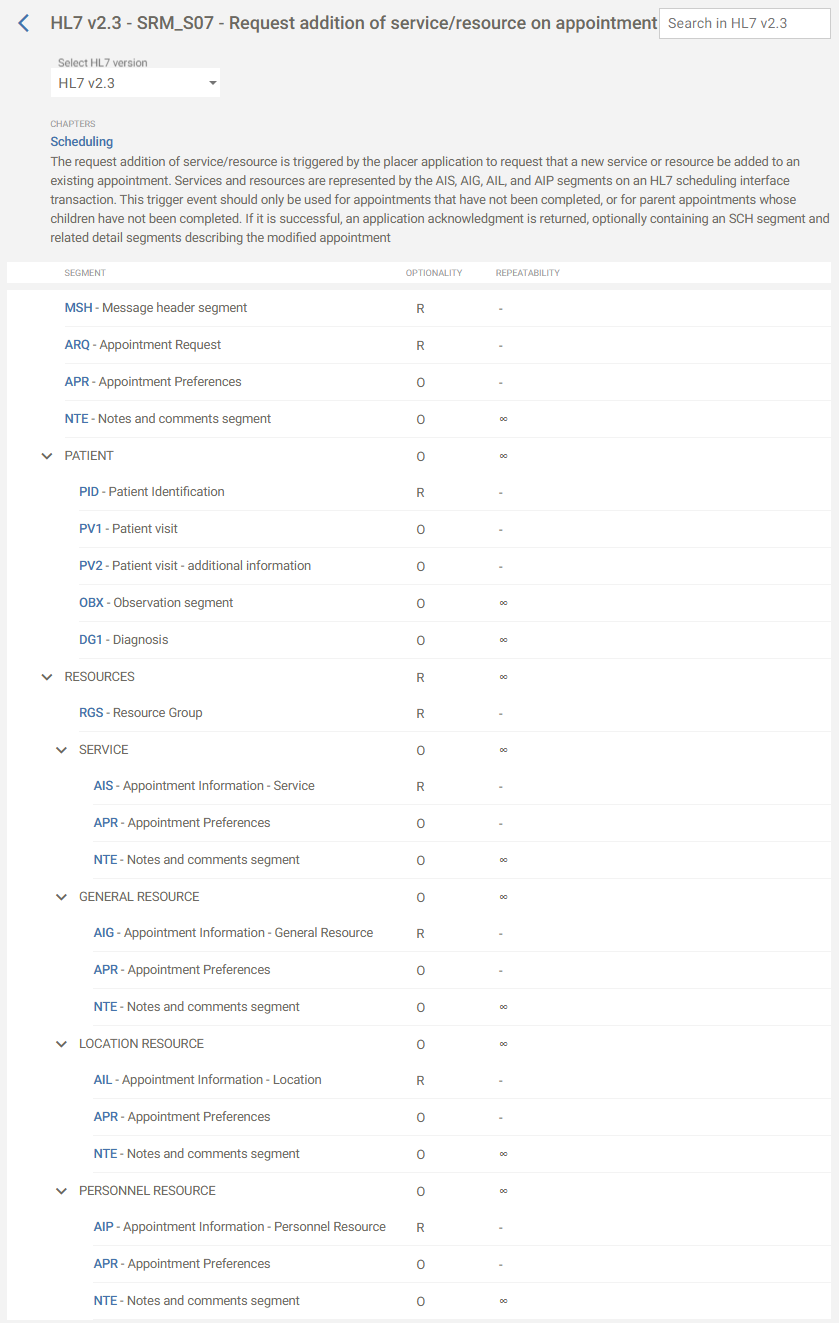 HL7 v2.3 - SRM_S07 - Request addition of service/resource on appointment Search in HL7 v2.3
Select HL7 version
HL7 v2.3
CHAPTERS
Scheduling
The request addition of service/resource is triggered by the placer application to request that a new service or resource be added to an
existing appointment. Services and resources are represented by the AIS, AIG, AIL, and AIP segments on an HL7 scheduling interface
transaction. This trigger event should only be used for appointments that have not been completed, or for parent appointments whose
children have not been completed. If it is successful, an application acknowledgment is returned, optionally containing an SCH segment and
related detail segments describing the modified appointment
SEGMENT OPTIONALITY REPEATABILITY
MSH - Message header segment R -
ARQ - Appointment Request R -
APR - Appointment Preferences O -
NTE - Notes and comments segment O ∞
PATIENT O ∞
PID - Patient Identification R -
PV1 - Patient visit O -
PV2 - Patient visit - additional information O -
OBX - Observation segment O ∞
DG1 - Diagnosis O ∞
RESOURCES R ∞
RGS - Resource Group R -
SERVICE O ∞
AIS - Appointment Information - Service R -
APR - Appointment Preferences O -
NTE - Notes and comments segment O ∞
GENERAL RESOURCE O ∞
AIG - Appointment Information - General Resource R -
APR - Appointment Preferences O -
NTE - Notes and comments segment O ∞
LOCATION RESOURCE O ∞
AIL - Appointment Information - Location R -
APR - Appointment Preferences O -
NTE - Notes and comments segment O ∞
PERSONNEL RESOURCE O ∞
AIP - Appointment Information - Personnel Resource R -
APR - Appointment Preferences O -
NTE - Notes and comments segment O ∞